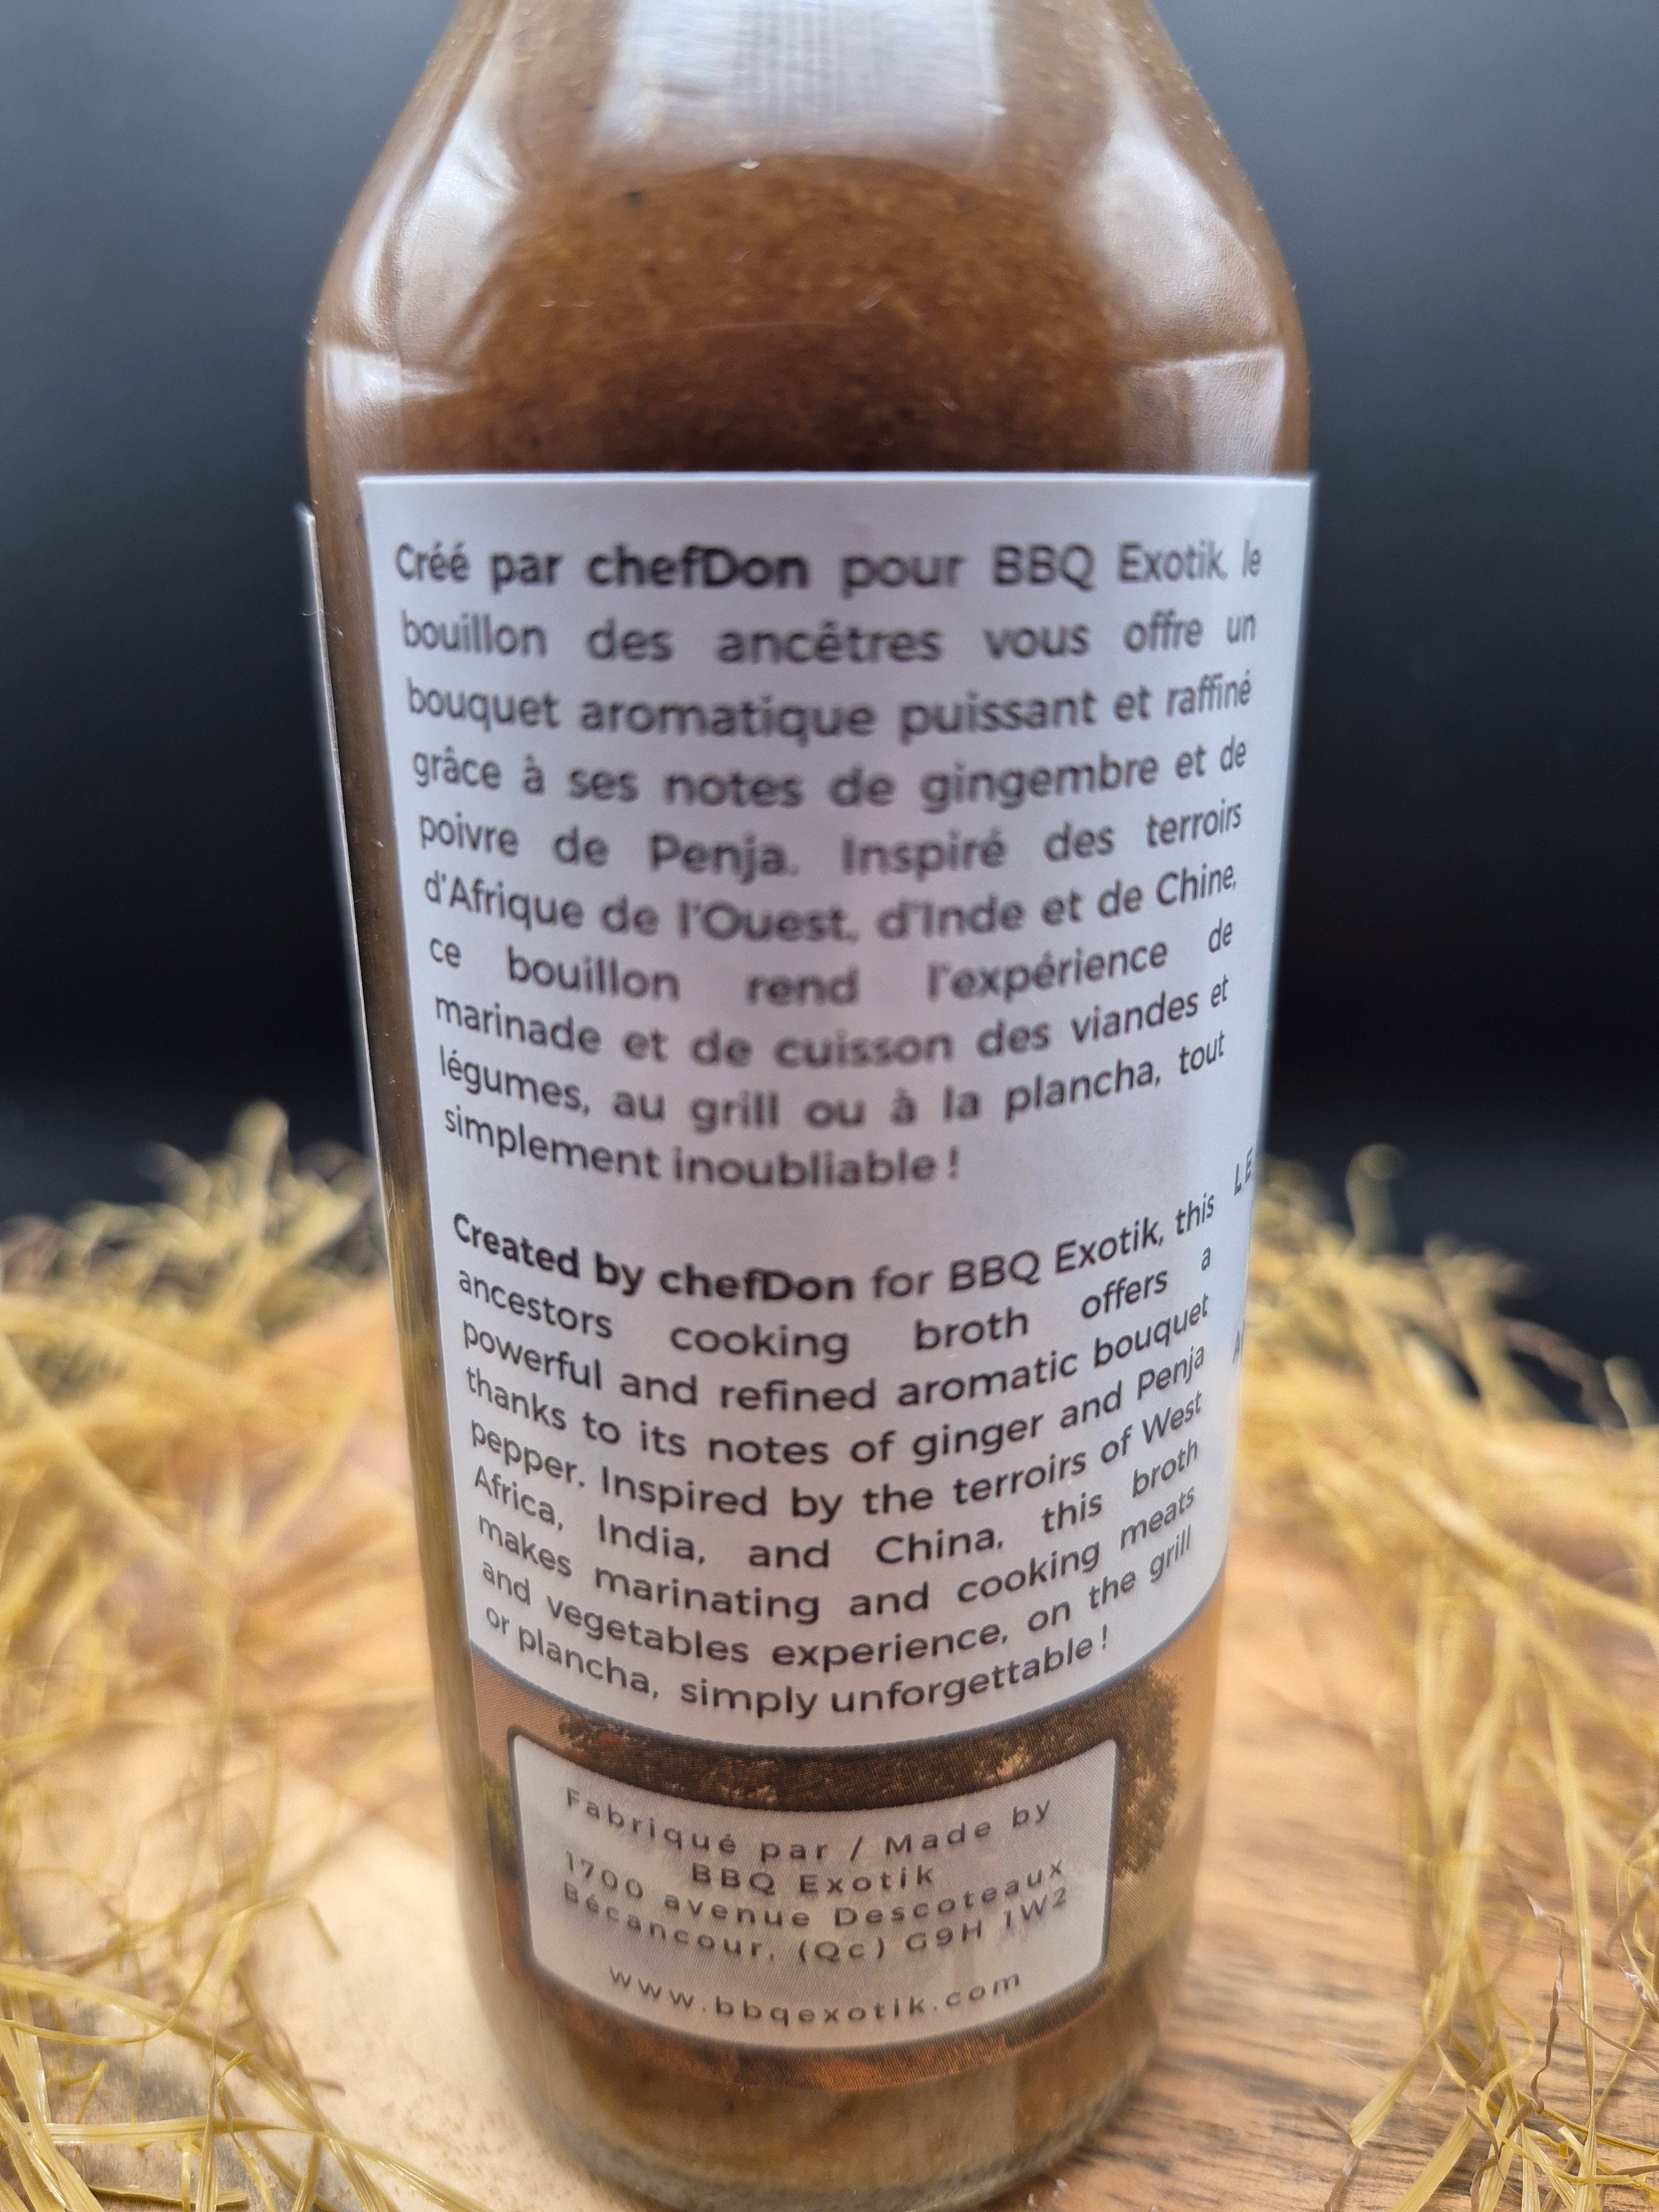 Créé par chefDon pour BBQ Exotik, le
bouillon des ancêtres vous offre un
bouquet aromatique puissant et raffiné
grâce à ses notes de gingembre et de
poivre de Penja. Inspiré des terroirs
d'Afrique de l'Ouest, d'Inde et de Chine,
ce bouillon rend l'expérience de
marinade et de cuisson des viandes et
légumes, au grill ou à la plancha, tout
simplement inoubliable !
Created by chefDon for BBQ Exotik, this
ancestors cooking broth offers a
powerful and refined aromatic bouquet
thanks to its notes of ginger and Penja
pepper. Inspired by the terroirs of West
Africa, India, and China, this broth
makes marinating and cooking meats
and vegetables experience, on the grill
or plancha, simply unforgettable !
Fabriqué par / Made by
BBQ Exotik
1700 avenue Descoteaux
Bécancour, (Qc) G9H 1W2
www.bbqexotik.com
LE